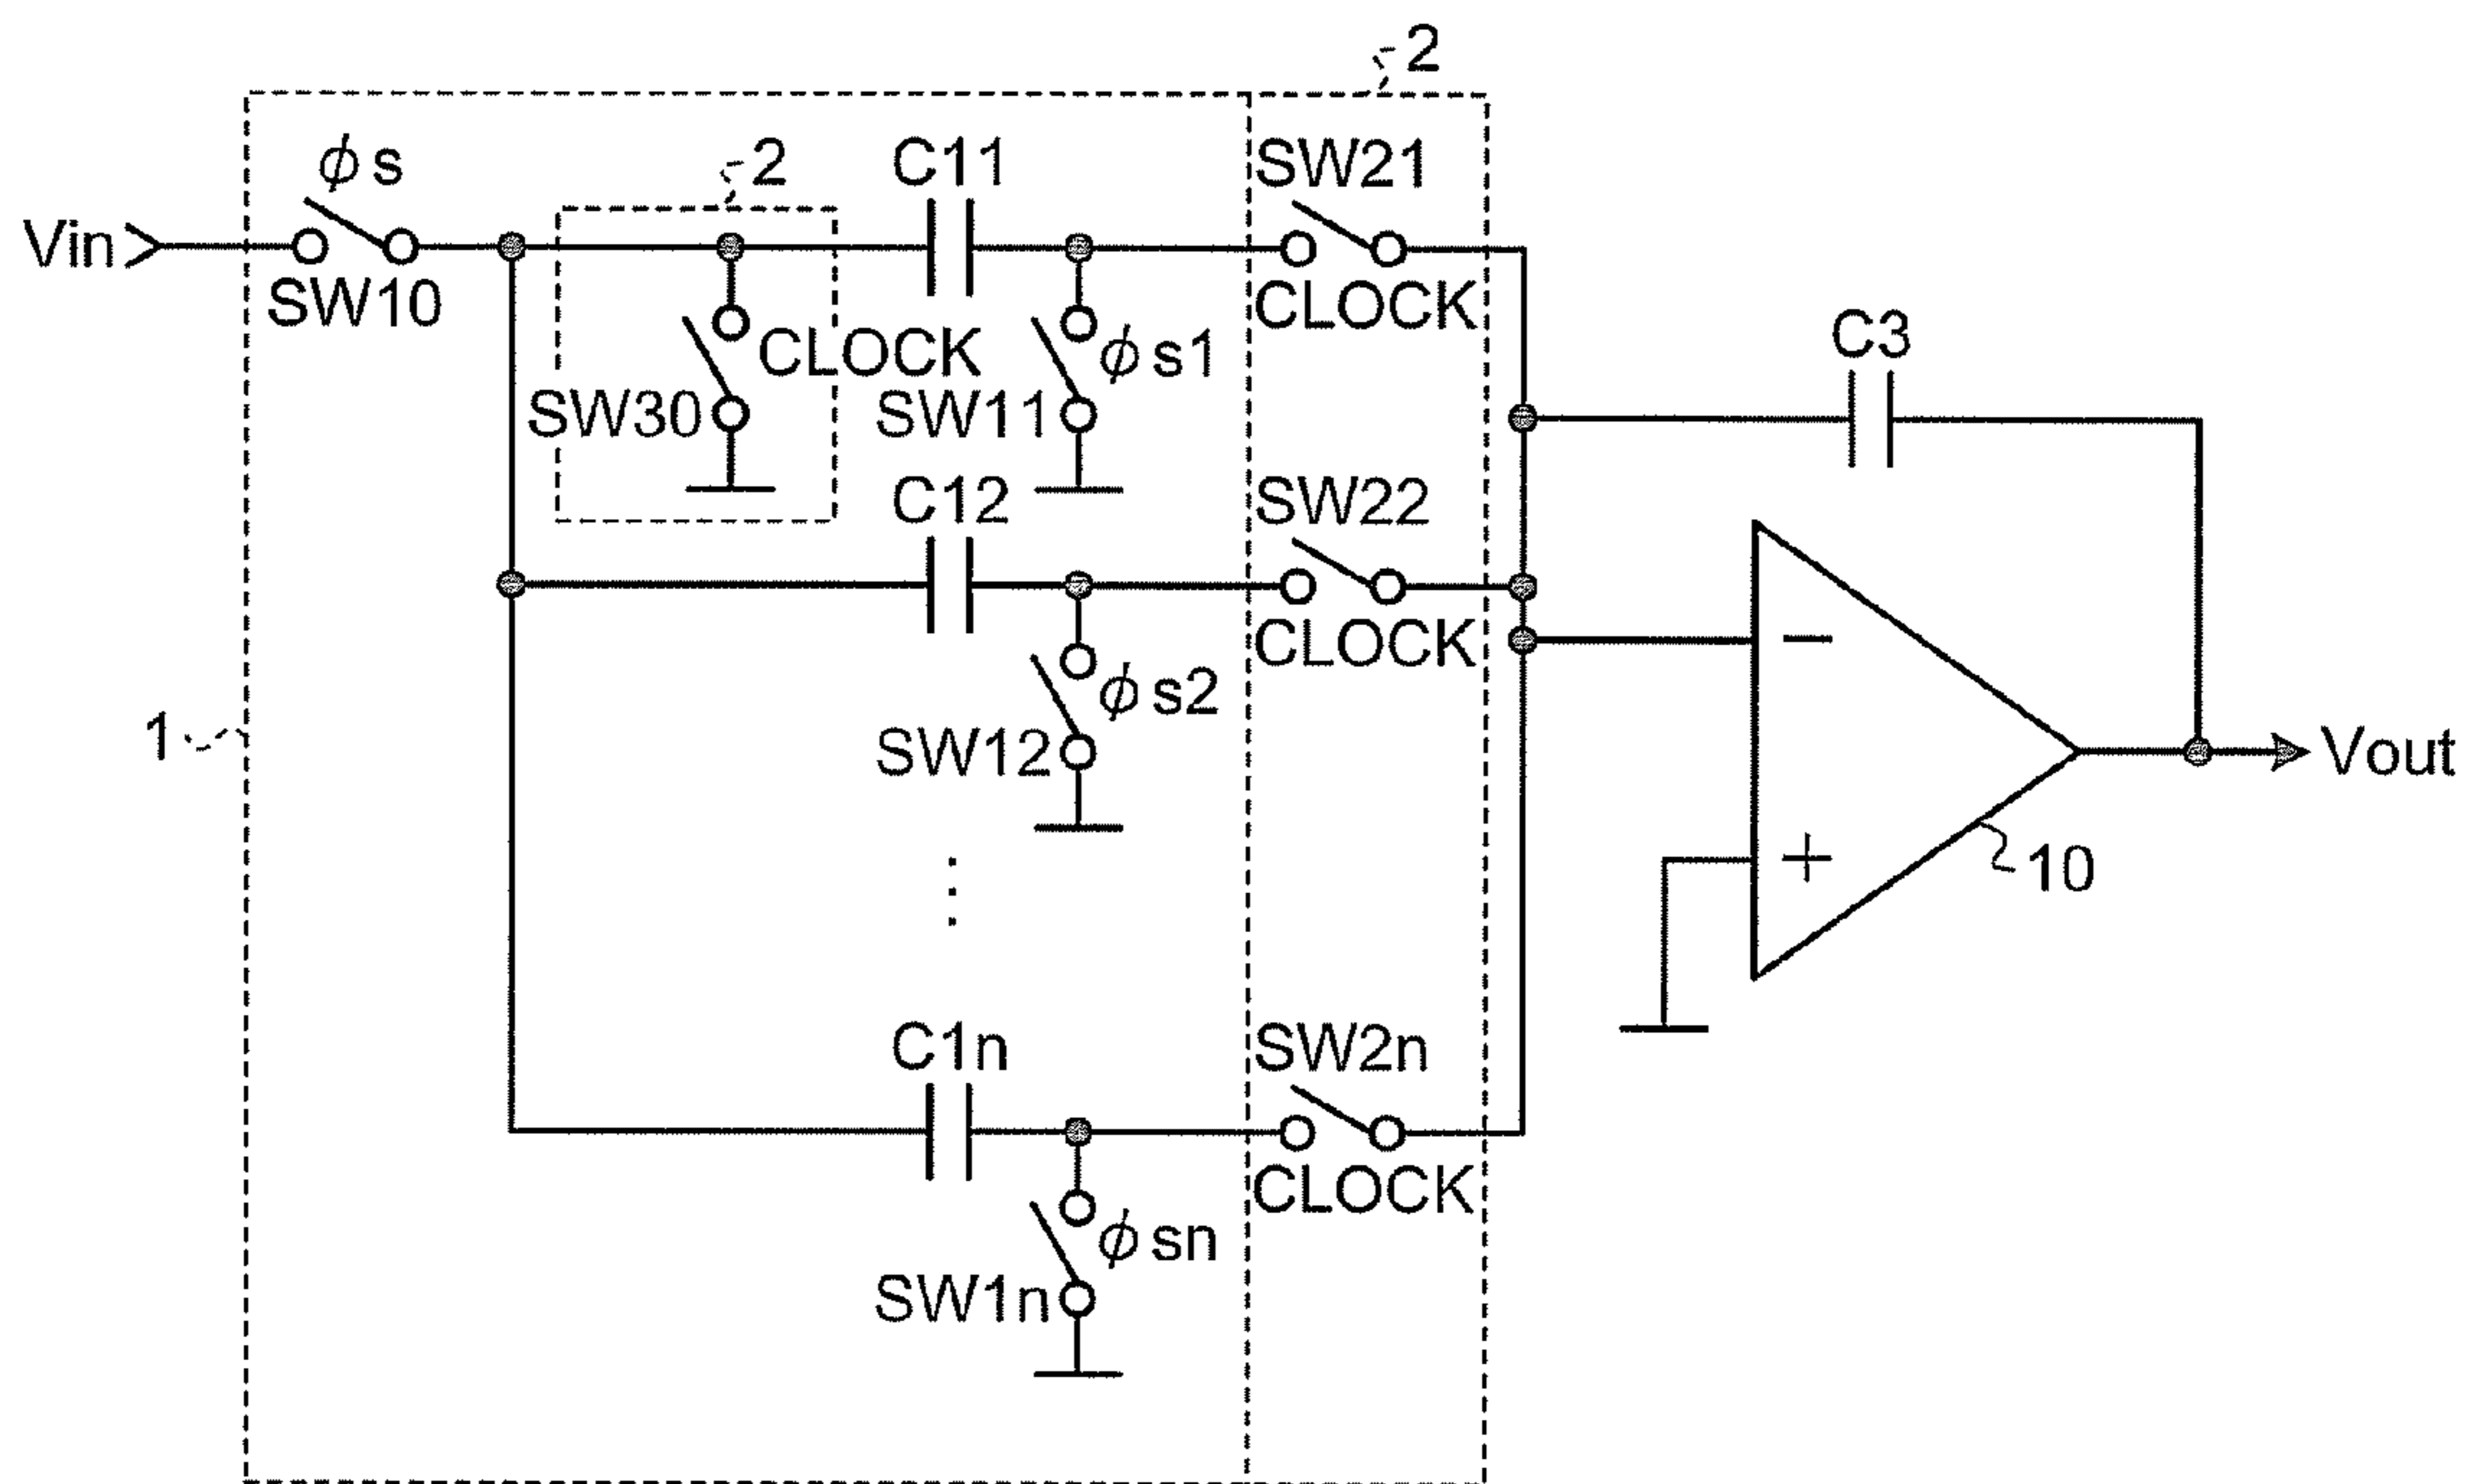 2
φs
2
C11
SW21
Vin
SW10
CLOCK
CLOCK
φs1
C3
SW30
SW11
C12
SW22
CLOCK
φs2
1
SW12
Vout
−
+
10
C1n
SW2n
CLOCK
φsn
SW1n